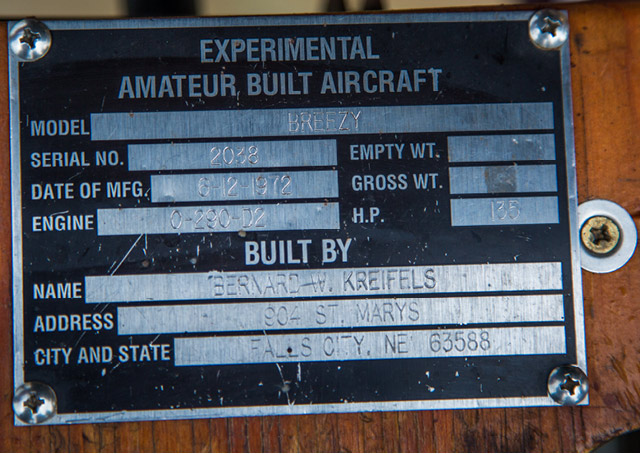 EXPERIMENTAL
AMATEUR BUILT AIRCRAFT
MODEL BREEZY
SERIAL NO. 2038 EMPTY WT.
DATE OF MFG. 6-12-1972 GROSS WT.
ENGINE O-290-D2 H.P. 135
BUILT BY
NAME BERNARD W. KREIFELS
ADDRESS 904 ST. MARYS
CITY AND STATE FALLS CITY, NE 63588